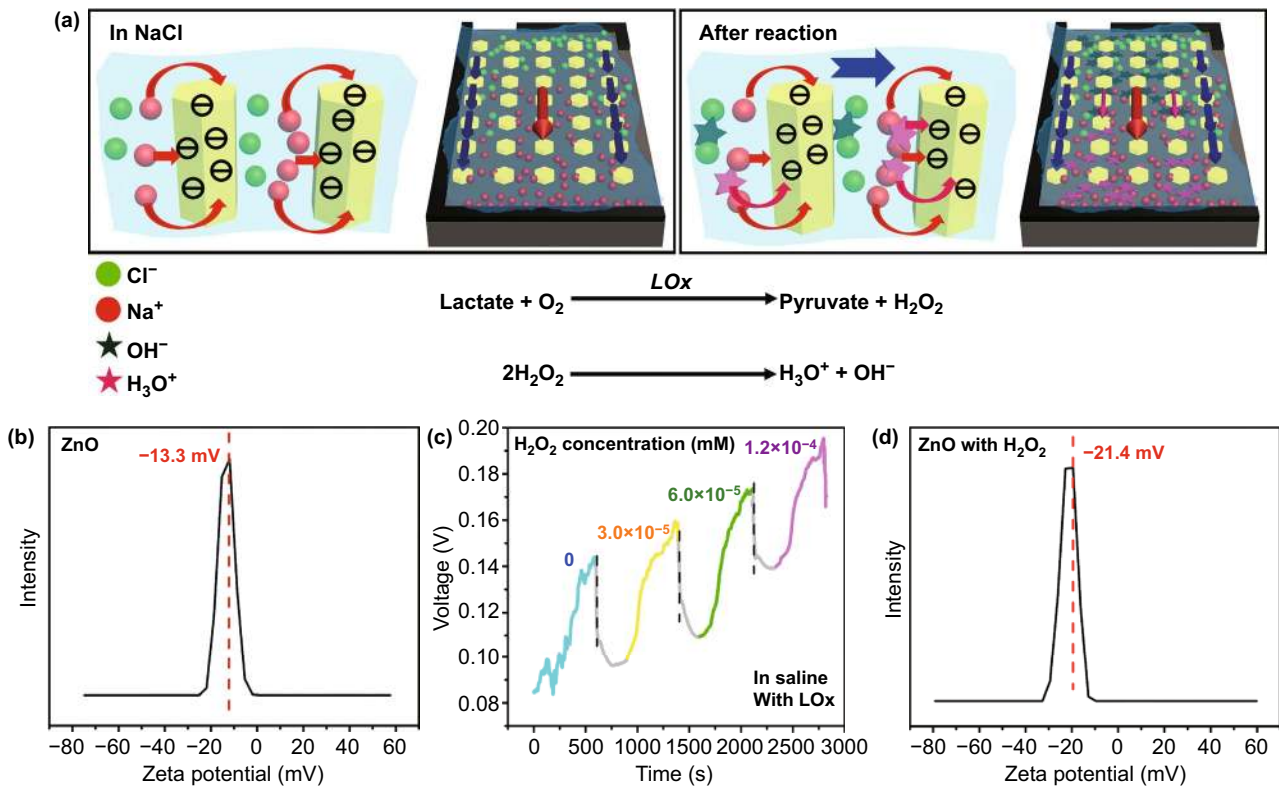 (a)
In NaCl
After reaction
Cl⁻
Na⁺
OH⁻
H₃O⁺
LOx
Lactate + O₂
Pyruvate + H₂O₂
2H₂O₂
H₃O⁺ + OH⁻
(b)
ZnO
−13.3 mV
Intensity
−80 −60 −40 −20 0 20 40 60
Zeta potential (mV)
(c)
H₂O₂ concentration (mM)
0
3.0×10⁻⁵
6.0×10⁻⁵
1.2×10⁻⁴
In saline
With LOx
Voltage (V)
0.20
0.18
0.16
0.14
0.12
0.10
0.08
0 500 1000 1500 2000 2500 3000
Time (s)
(d)
ZnO with H₂O₂
−21.4 mV
Intensity
−80 −60 −40 −20 0 20 40 60
Zeta potential (mV)